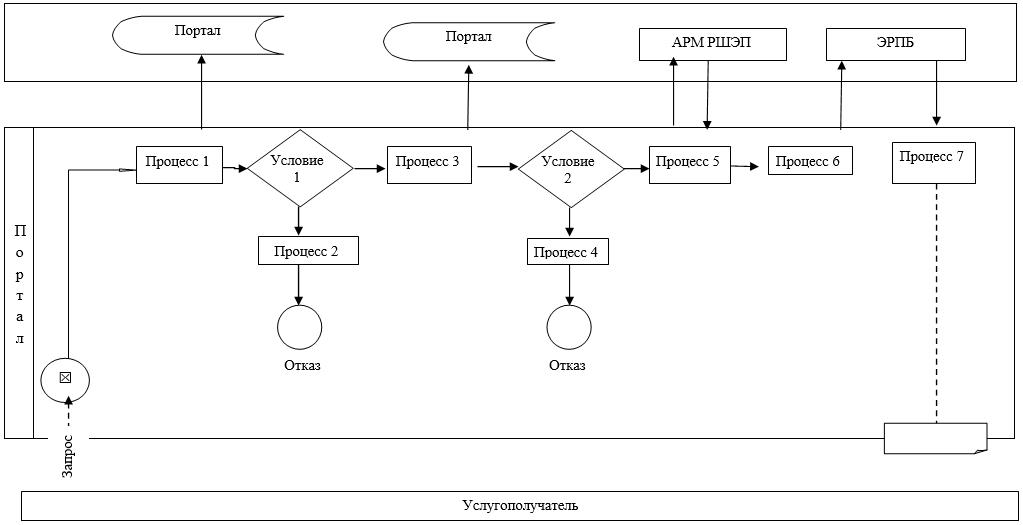 Портал
Портал
АРМ РШЭП
ЭРПБ
Процесс 1
Условие
1
Процесс 3
Условие
2
Процесс 5
Процесс 6
Процесс 7
Портал
Процесс 2
Процесс 4
Отказ
Отказ
Запрос
Услугополучатель